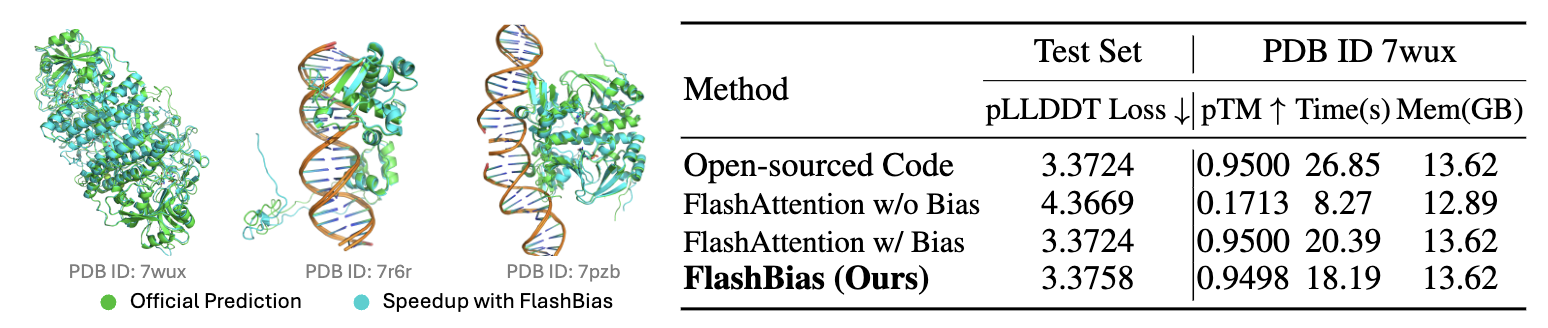 PDB ID: 7wux
PDB ID: 7r6r
PDB ID: 7pzb
Official Prediction
Speedup with FlashBias
Method Test Set PDB ID 7wux
pLLDDT Loss ↓ pTM ↑ Time(s) Mem(GB)
Open-sourced Code 3.3724 0.9500 26.85 13.62
FlashAttention w/o Bias 4.3669 0.1713 8.27 12.89
FlashAttention w/ Bias 3.3724 0.9500 20.39 13.62
FlashBias (Ours) 3.3758 0.9498 18.19 13.62